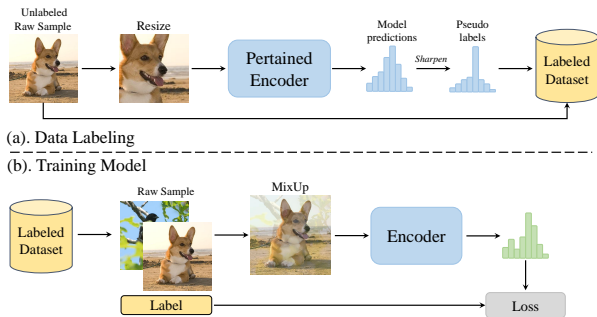 Unlabeled
Raw Sample
Resize
Pertained
Encoder
Model
predictions
Sharpen
Pseudo
labels
Labeled
Dataset
(a). Data Labeling
(b). Training Model
Labeled
Dataset
Raw Sample
MixUp
Encoder
Label
Loss